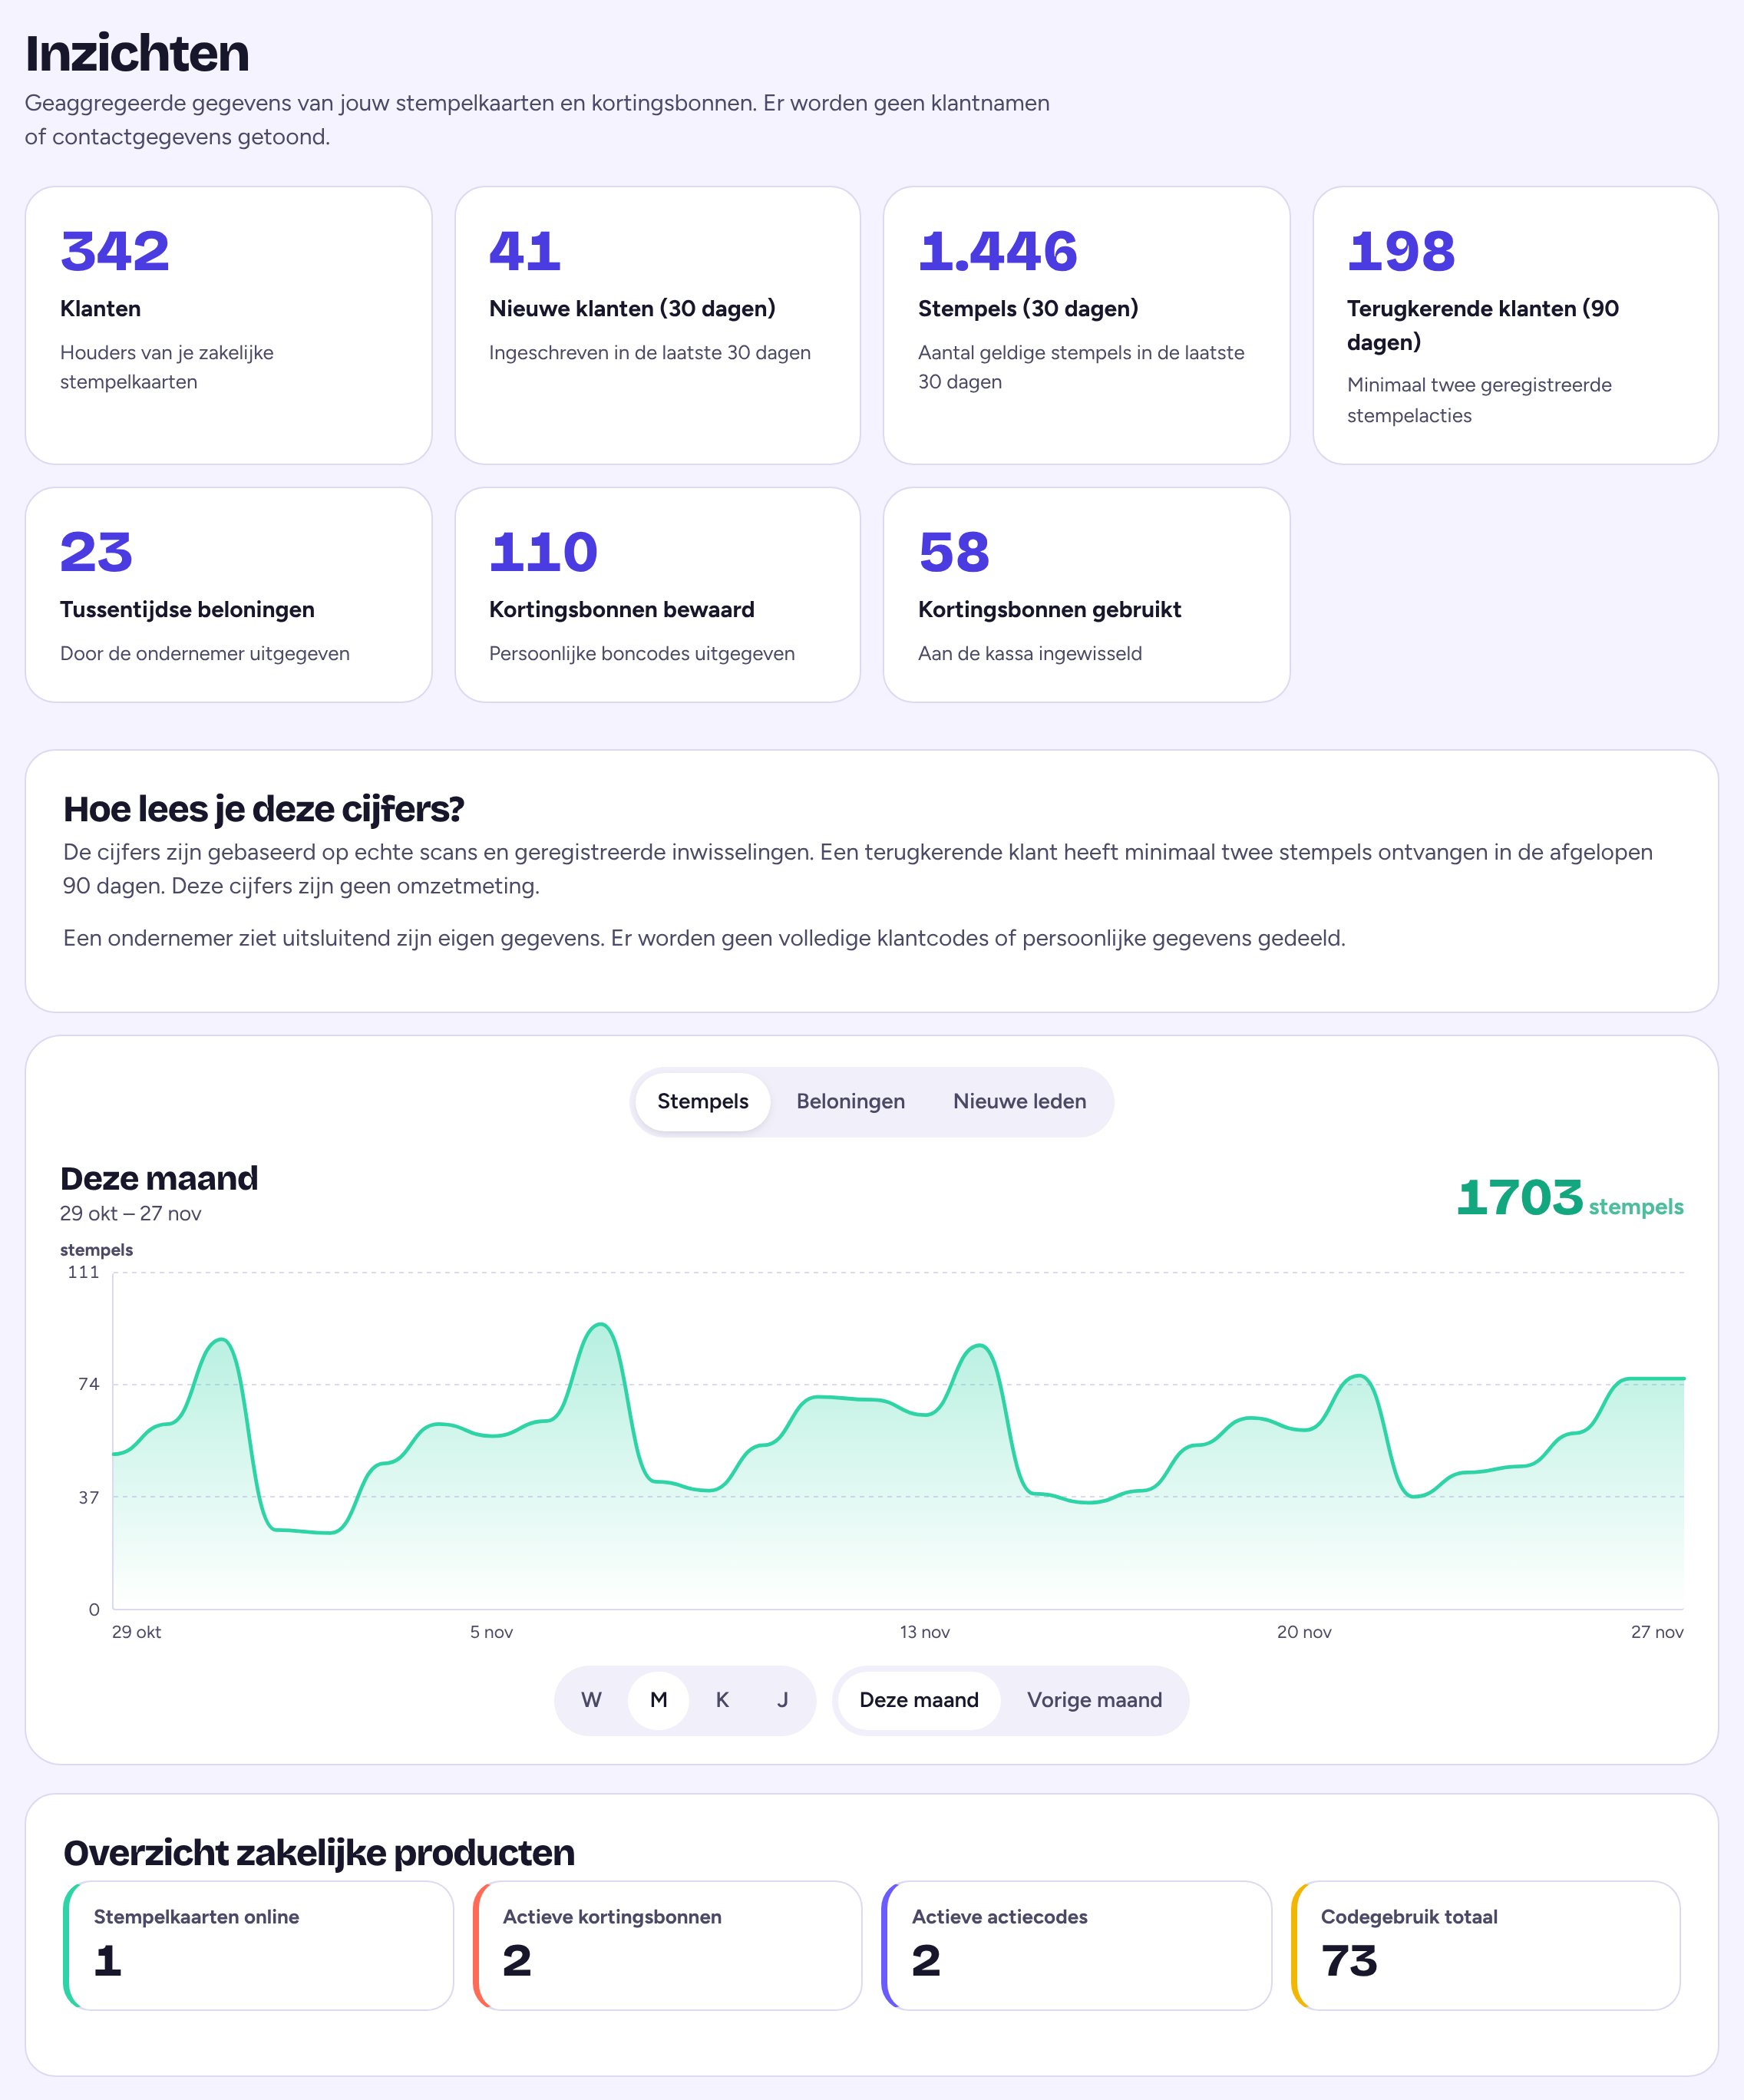 Inzichten
Geaggregeerde gegevens van jouw stempelkaarten en kortingsbonnen. Er worden geen klantnamen
of contactgegevens getoond.
342
Klanten
Houders van je zakelijke
stempelkaarten
41
Nieuwe klanten (30 dagen)
Ingeschreven in de laatste 30 dagen
1.446
Stempels (30 dagen)
Aantal geldige stempels in de laatste
30 dagen
198
Terugkerende klanten (90
dagen)
Minimaal twee geregistreerde
stempelacties
23
Tussentijdse beloningen
Door de ondernemer uitgegeven
110
Kortingsbonnen bewaard
Persoonlijke boncodes uitgegeven
58
Kortingsbonnen gebruikt
Aan de kassa ingewisseld
Hoe lees je deze cijfers?
De cijfers zijn gebaseerd op echte scans en geregistreerde inwisselingen. Een terugkerende klant heeft minimaal twee stempels ontvangen in de afgelopen
90 dagen. Deze cijfers zijn geen omzetmeting.
Een ondernemer ziet uitsluitend zijn eigen gegevens. Er worden geen volledige klantcodes of persoonlijke gegevens gedeeld.
Stempels Beloningen Nieuwe leden
Deze maand
29 okt – 27 nov
1703 stempels
stempels
111
74
37
0
29 okt 5 nov 13 nov 20 nov 27 nov
W M K J Deze maand Vorige maand
Overzicht zakelijke producten
Stempelkaarten online
1
Actieve kortingsbonnen
2
Actieve actiecodes
2
Codegebruik totaal
73